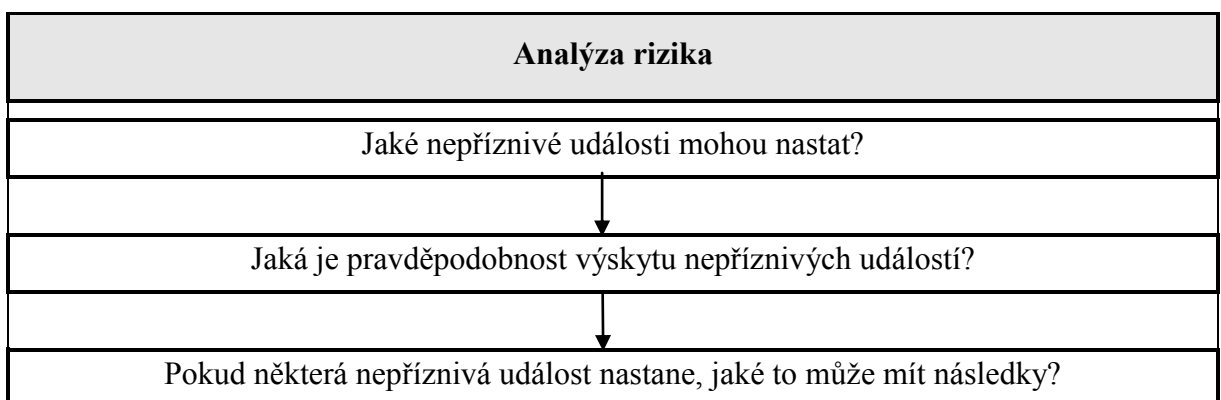 Analýza rizika
Jaké nepříznivé události mohou nastat?
Jaká je pravděpodobnost výskytu nepříznivých událostí?
Pokud některá nepříznivá událost nastane, jaké to může mít následky?